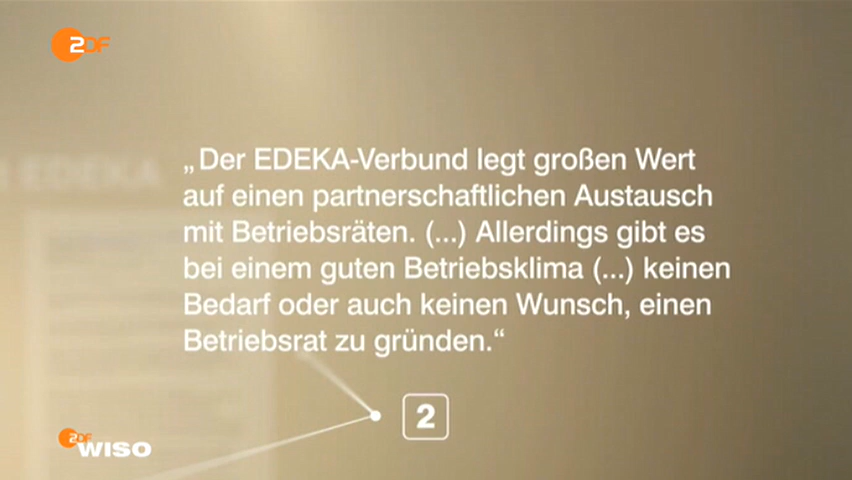 ZDF
EDEKA
„Der EDEKA-Verbund legt großen Wert
auf einen partnerschaftlichen Austausch
mit Betriebsräten. (...) Allerdings gibt es
bei einem guten Betriebsklima (...) keinen
Bedarf oder auch keinen Wunsch, einen
Betriebsrat zu gründen.“
2
ZDF
WISO